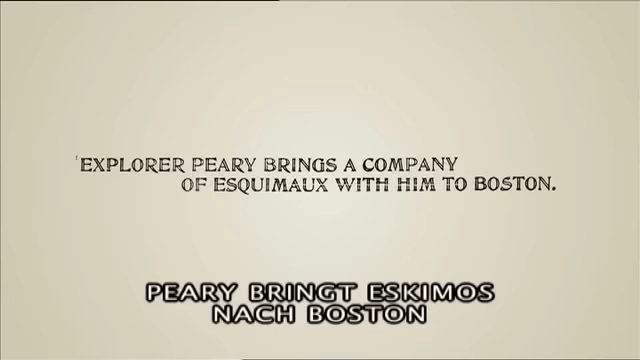 'EXPLORER PEARY BRINGS A COMPANY
OF ESQUIMAUX WITH HIM TO BOSTON.
PEARY BRINGT ESKIMOS
NACH BOSTON